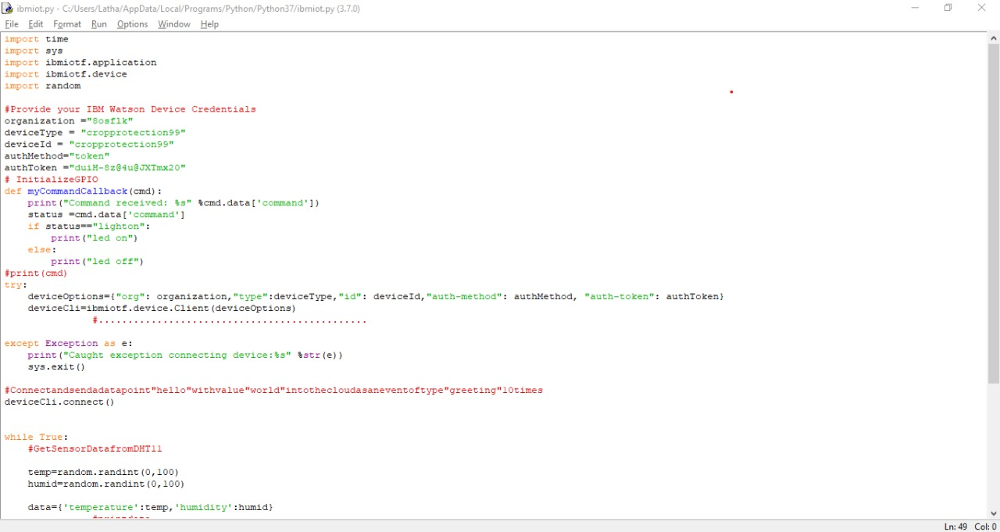 ibmiot.py - C:/Users/Latha/AppData/Local/Programs/Python/Python37/ibmiot.py (3.7.0)
File Edit Format Run Options Window Help
import time
import sys
import ibmiotf.application
import ibmiotf.device
import random
#Provide your IBM Watson Device Credentials
organization ="8osflk"
deviceType = "cropprotection99"
deviceId = "cropprotection99"
authMethod="token"
authToken ="duiH-8z@4u@JXTmx20"
# InitializeGPIO
def myCommandCallback(cmd):
    print("Command received: %s" %cmd.data['command'])
    status =cmd.data['command']
    if status=="lighton":
        print("led on")
    else:
        print("led off")
#print(cmd)
try:
    deviceOptions={"org": organization,"type":deviceType,"id": deviceId,"auth-method": authMethod, "auth-token": authToken}
    deviceCli=ibmiotf.device.Client(deviceOptions)
               #..............................................
except Exception as e:
    print("Caught exception connecting device:%s" %str(e))
    sys.exit()
#Connectandsendadatapoint"hello"withvalue"world"intothecloudasaneventoftype"greeting"10times
deviceCli.connect()
while True:
    #GetSensorDatafromDHT11
    temp=random.randint(0,100)
    humid=random.randint(0,100)
    data={'temperature':temp,'humidity':humid}
Ln: 49 Col: 0